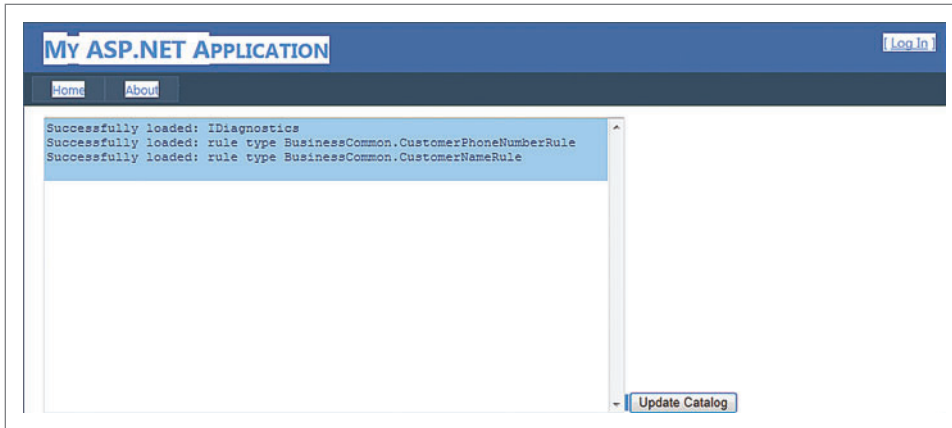 MY ASP.NET APPLICATION
[ Log In ]
Home
About
Successfully loaded: IDiagnostics
Successfully loaded: rule type BusinessCommon.CustomerPhoneNumberRule
Successfully loaded: rule type BusinessCommon.CustomerNameRule
Update Catalog